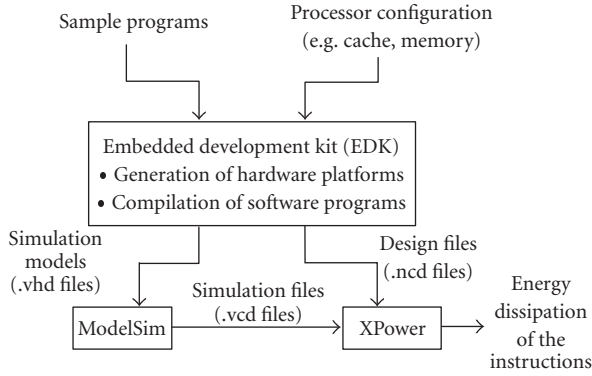 Sample programs
Processor configuration
(e.g. cache, memory)
Embedded development kit (EDK)
• Generation of hardware platforms
• Compilation of software programs
Simulation
models
(.vhd files)
Design files
(.ncd files)
Simulation files
(.vcd files)
ModelSim
XPower
Energy
dissipation
of the
instructions